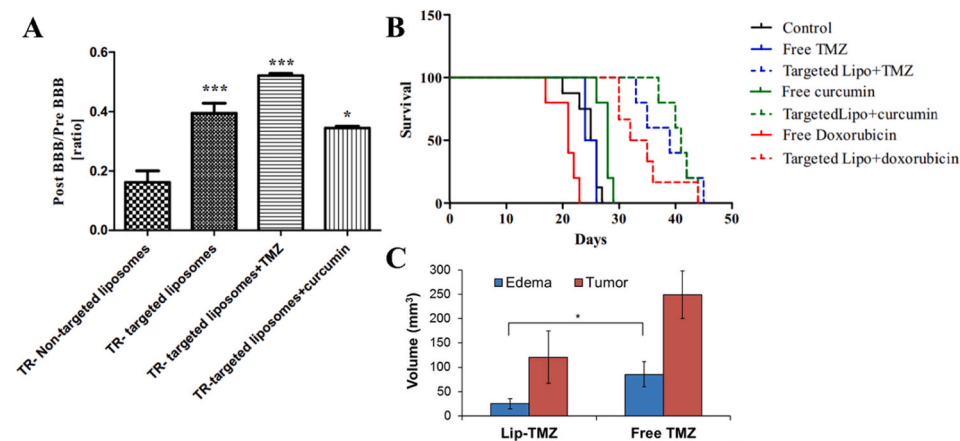 A
Post BBB/Pre BBB
[ratio]
0.6
0.4
0.2
0.0
***
***
*
TR- Non-targeted liposomes
TR- targeted liposomes
TR- targeted liposomes+TMZ
TR-targeted liposomes+curcumin
B
Survival
150
100
50
0
0 10 20 30 40 50
Days
Control
Free TMZ
Targeted Lipo+TMZ
Free curcumin
TargetedLipo+curcumin
Free Doxorubicin
Targeted Lipo+doxorubicin
C
Volume (mm³)
300
250
200
150
100
50
0
Edema Tumor
*
Lip-TMZ Free TMZ